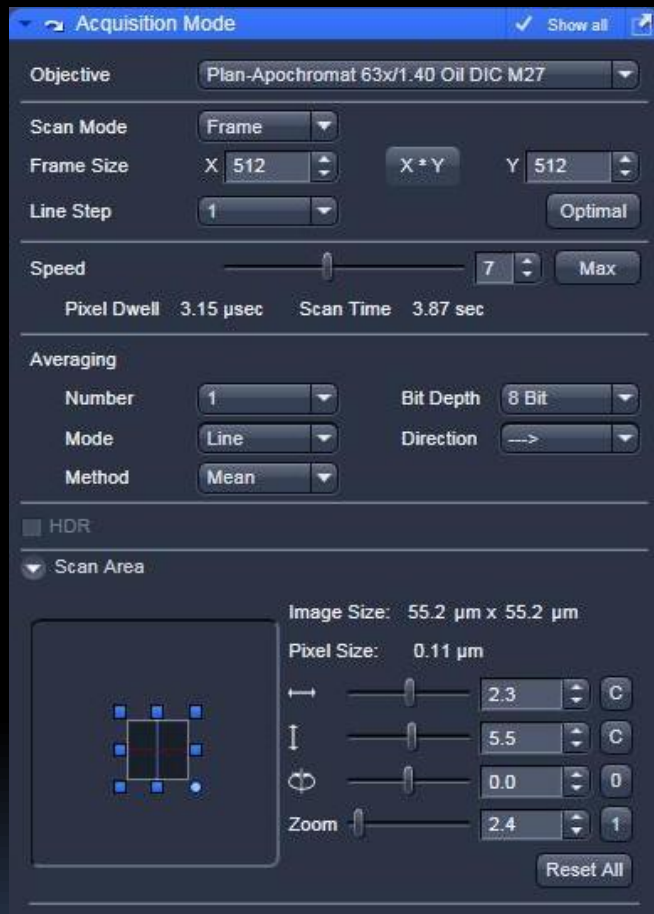 Acquisition Mode Show all
Objective Plan-Apochromat 63x/1.40 Oil DIC M27
Scan Mode Frame
Frame Size X 512 X * Y Y 512
Line Step 1 Optimal
Speed 7 Max
Pixel Dwell 3.15 µsec Scan Time 3.87 sec
Averaging
Number 1 Bit Depth 8 Bit
Mode Line Direction --->
Method Mean
HDR
Scan Area
Image Size: 55.2 µm x 55.2 µm
Pixel Size: 0.11 µm
2.3 C
5.5 C
0.0 0
Zoom 2.4 1
Reset All